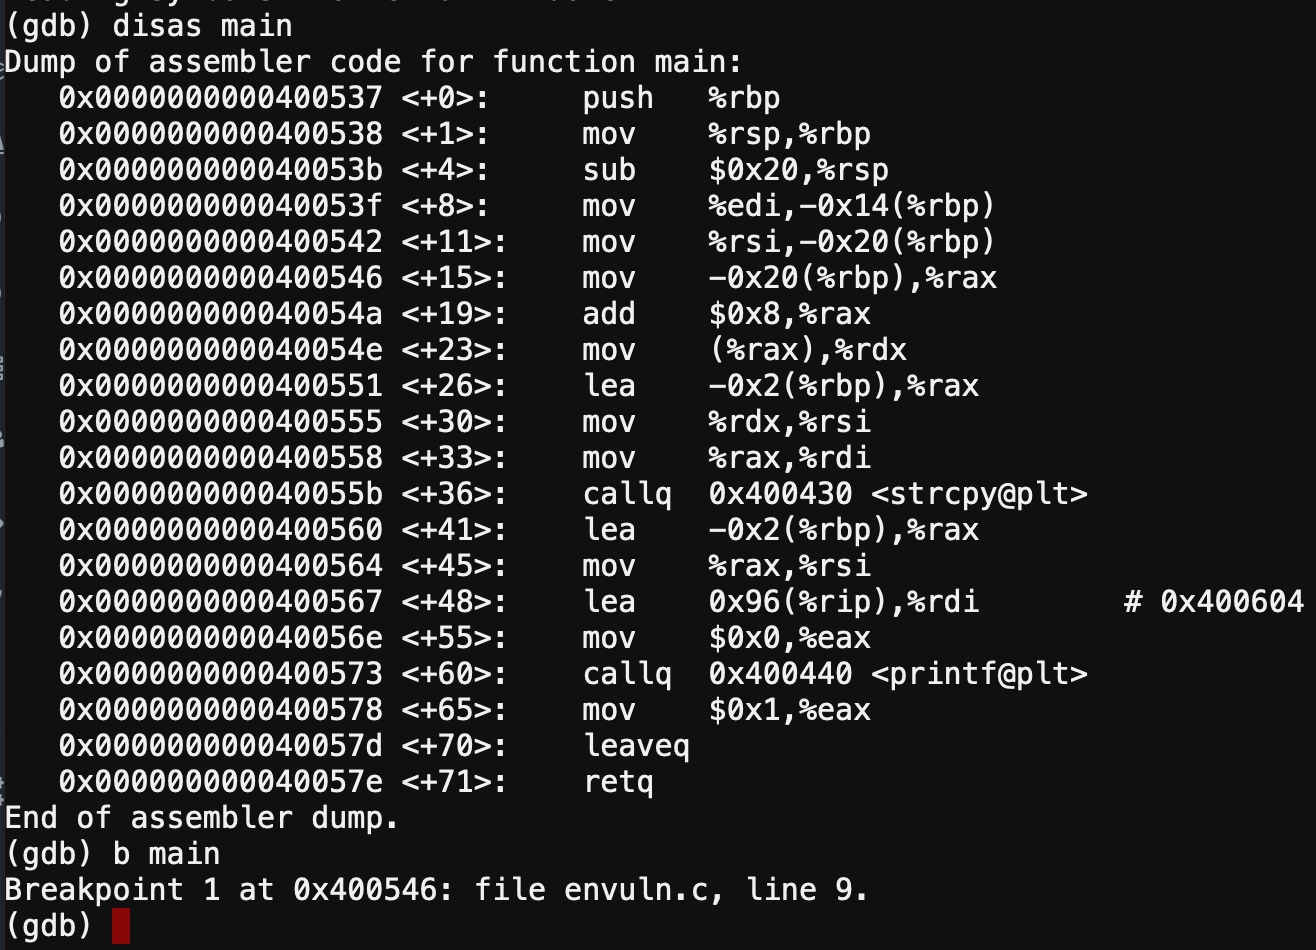 (gdb) disas main
Dump of assembler code for function main:
   0x0000000000400537 <+0>:     push   %rbp
   0x0000000000400538 <+1>:     mov    %rsp,%rbp
   0x000000000040053b <+4>:     sub    $0x20,%rsp
   0x000000000040053f <+8>:     mov    %edi,-0x14(%rbp)
   0x0000000000400542 <+11>:    mov    %rsi,-0x20(%rbp)
   0x0000000000400546 <+15>:    mov    -0x20(%rbp),%rax
   0x000000000040054a <+19>:    add    $0x8,%rax
   0x000000000040054e <+23>:    mov    (%rax),%rdx
   0x0000000000400551 <+26>:    lea    -0x2(%rbp),%rax
   0x0000000000400555 <+30>:    mov    %rdx,%rsi
   0x0000000000400558 <+33>:    mov    %rax,%rdi
   0x000000000040055b <+36>:    callq  0x400430 <strcpy@plt>
   0x0000000000400560 <+41>:    lea    -0x2(%rbp),%rax
   0x0000000000400564 <+45>:    mov    %rax,%rsi
   0x0000000000400567 <+48>:    lea    0x96(%rip),%rdi        # 0x400604
   0x000000000040056e <+55>:    mov    $0x0,%eax
   0x0000000000400573 <+60>:    callq  0x400440 <printf@plt>
   0x0000000000400578 <+65>:    mov    $0x1,%eax
   0x000000000040057d <+70>:    leaveq
   0x000000000040057e <+71>:    retq
End of assembler dump.
(gdb) b main
Breakpoint 1 at 0x400546: file envuln.c, line 9.
(gdb)